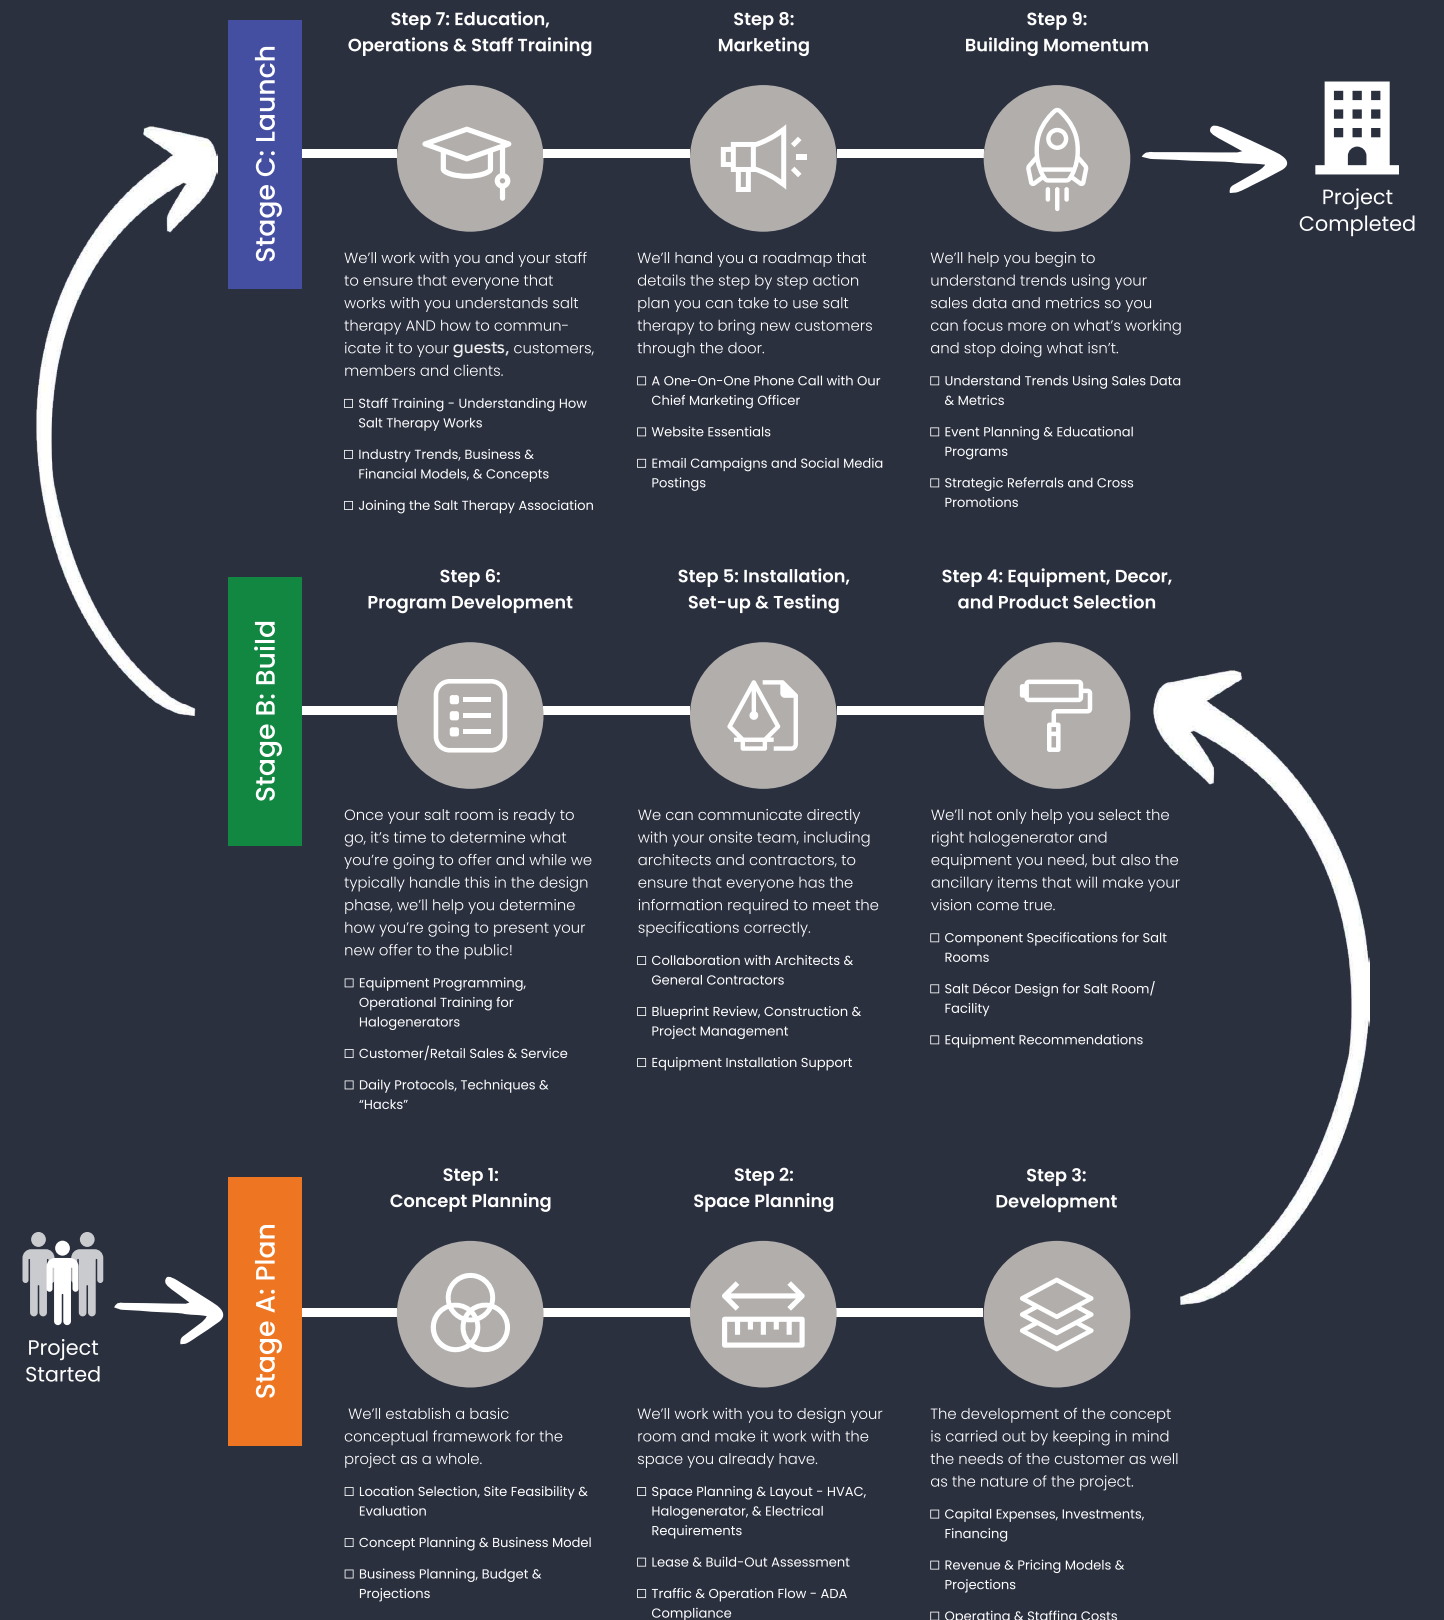 Step 7: Education,
Operations & Staff Training
Step 8:
Marketing
Step 9:
Building Momentum
Stage C: Launch
Project
Completed
We'll work with you and your staff
to ensure that everyone that
works with you understands salt
therapy AND how to commun-
icate it to your guests, customers,
members and clients.
☐ Staff Training - Understanding How
Salt Therapy Works
☐ Industry Trends, Business &
Financial Models, & Concepts
☐ Joining the Salt Therapy Association
We'll hand you a roadmap that
details the step by step action
plan you can take to use salt
therapy to bring new customers
through the door.
☐ A One-On-One Phone Call with Our
Chief Marketing Officer
☐ Website Essentials
☐ Email Campaigns and Social Media
Postings
We'll help you begin to
understand trends using your
sales data and metrics so you
can focus more on what's working
and stop doing what isn't.
☐ Understand Trends Using Sales Data
& Metrics
☐ Event Planning & Educational
Programs
☐ Strategic Referrals and Cross
Promotions
Step 6:
Program Development
Step 5: Installation,
Set-up & Testing
Step 4: Equipment, Decor,
and Product Selection
Stage B: Build
Once your salt room is ready to
go, it's time to determine what
you're going to offer and while we
typically handle this in the design
phase, we'll help you determine
how you're going to present your
new offer to the public!
☐ Equipment Programming,
Operational Training for
Halogenerators
☐ Customer/Retail Sales & Service
☐ Daily Protocols, Techniques &
“Hacks”
We can communicate directly
with your onsite team, including
architects and contractors, to
ensure that everyone has the
information required to meet the
specifications correctly.
☐ Collaboration with Architects &
General Contractors
☐ Blueprint Review, Construction &
Project Management
☐ Equipment Installation Support
We'll not only help you select the
right halogenerator and
equipment you need, but also the
ancillary items that will make your
vision come true.
☐ Component Specifications for Salt
Rooms
☐ Salt Décor Design for Salt Room/
Facility
☐ Equipment Recommendations
Step 1:
Concept Planning
Step 2:
Space Planning
Step 3:
Development
Project
Started
Stage A: Plan
We'll establish a basic
conceptual framework for the
project as a whole.
☐ Location Selection, Site Feasibility &
Evaluation
☐ Concept Planning & Business Model
☐ Business Planning, Budget &
Projections
We'll work with you to design your
room and make it work with the
space you already have.
☐ Space Planning & Layout - HVAC,
Halogenerator, & Electrical
Requirements
☐ Lease & Build-Out Assessment
☐ Traffic & Operation Flow - ADA
Compliance
The development of the concept
is carried out by keeping in mind
the needs of the customer as well
as the nature of the project.
☐ Capital Expenses, Investments,
Financing
☐ Revenue & Pricing Models &
Projections
☐ Operating & Staffing Costs